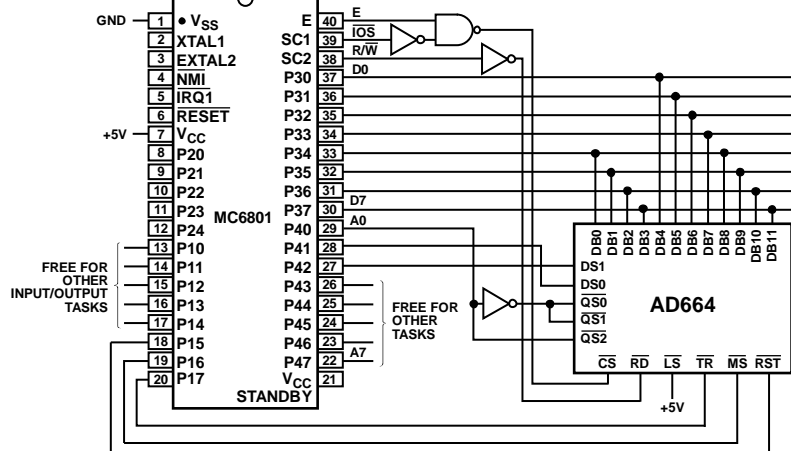 GND
1
• VSS
2
XTAL1
3
EXTAL2
4
NMI
5
IRQ1
6
RESET
+5V
7
VCC
8
P20
9
P21
10
P22
11
P23
12
P24
13
P10
14
P11
15
P12
16
P13
17
P14
18
P15
19
P16
20
P17
FREE FOR
OTHER
INPUT/OUTPUT
TASKS
MC6801
E
40
E
SC1
39
IOS
SC2
38
R/W
P30
37
D0
P31
36
P32
35
P33
34
P34
33
P35
32
P36
31
P37
30
D7
P40
29
A0
P41
28
P42
27
P43
26
P44
25
P45
24
P46
23
P47
22
A7
VCC
21
STANDBY
FREE FOR
OTHER
TASKS
DB0
DB1
DB2
DB3
DB4
DB5
DB6
DB7
DB8
DB9
DB10
DB11
DS1
DS0
QS0
QS1
QS2
AD664
CS
RD
LS
TR
MS
RST
+5V